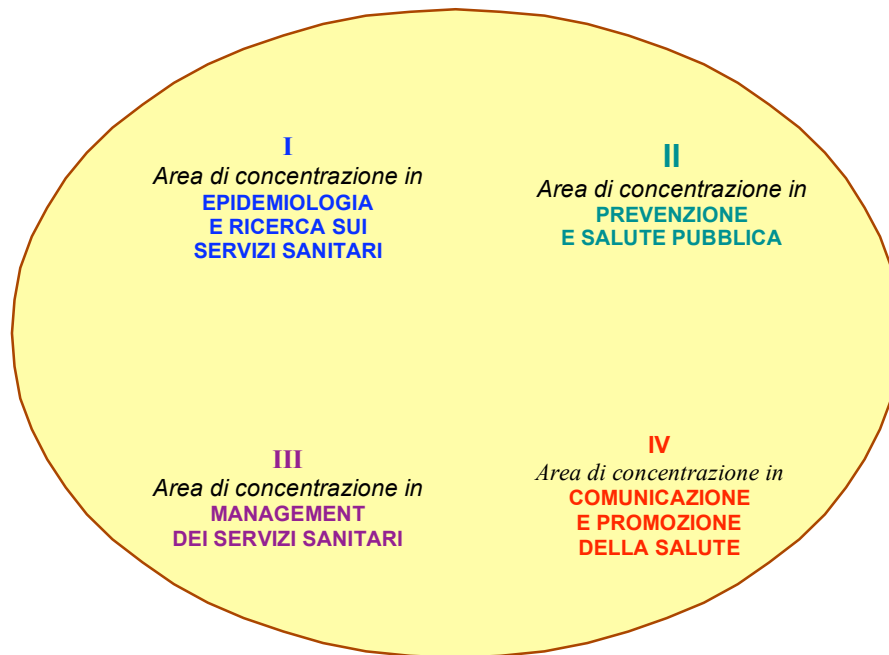 I
Area di concentrazione in
EPIDEMIOLOGIA
E RICERCA SUI
SERVIZI SANITARI
II
Area di concentrazione in
PREVENZIONE
E SALUTE PUBBLICA
III
Area di concentrazione in
MANAGEMENT
DEI SERVIZI SANITARI
IV
Area di concentrazione in
COMUNICAZIONE
E PROMOZIONE
DELLA SALUTE